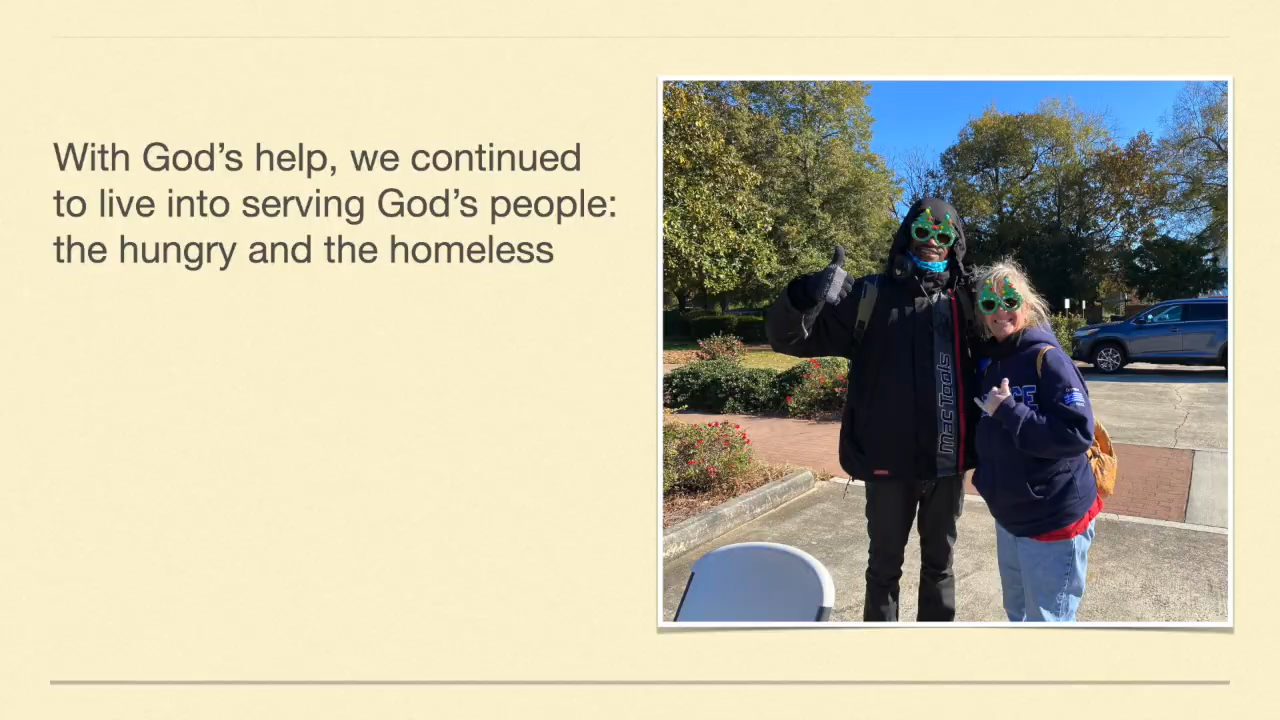 With God’s help, we continued
to live into serving God’s people:
the hungry and the homeless
Mac Tools